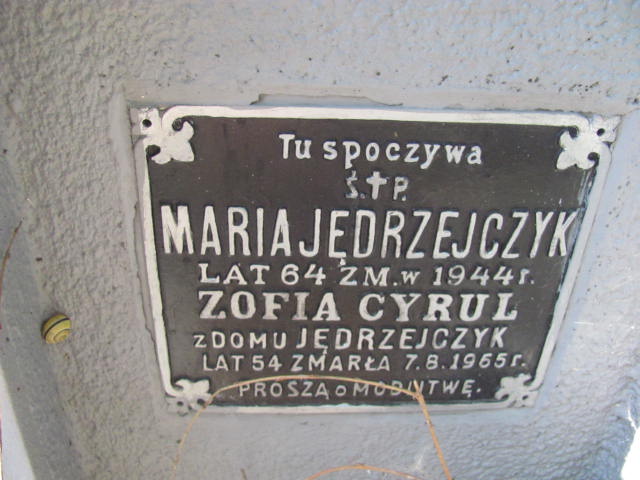 Tu spoczywa
Ś.✝P.
MARIA JĘDRZEJCZYK
LAT 64 ZM. w 1944 r.
ZOFIA CYRUL
z DOMU JĘDRZEJCZYK
LAT 54 ZMARŁA 7.8.1965 r.
PROSZĄ o MODLITWĘ.